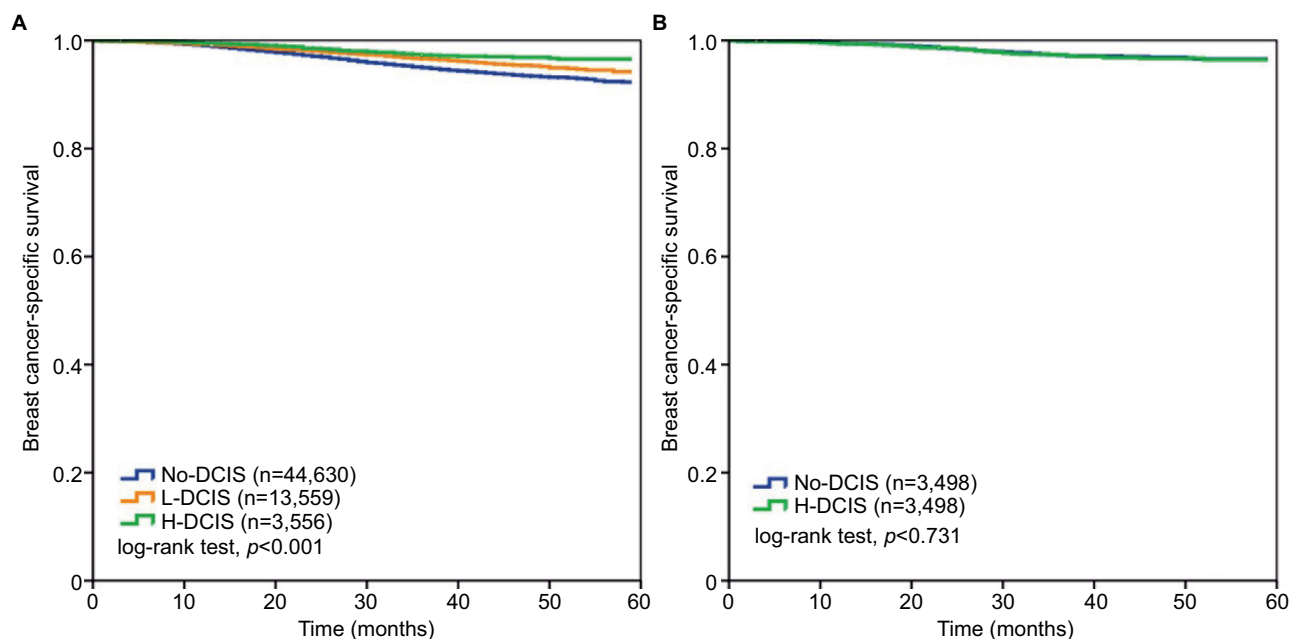 A
1.0
0.8
0.6
0.4
0.2
0
Breast cancer-specific survival
No-DCIS (n=44,630)
L-DCIS (n=13,559)
H-DCIS (n=3,556)
log-rank test, p<0.001
0 10 20 30 40 50 60
Time (months)
B
1.0
0.8
0.6
0.4
0.2
0
Breast cancer-specific survival
No-DCIS (n=3,498)
H-DCIS (n=3,498)
log-rank test, p<0.731
0 10 20 30 40 50 60
Time (months)